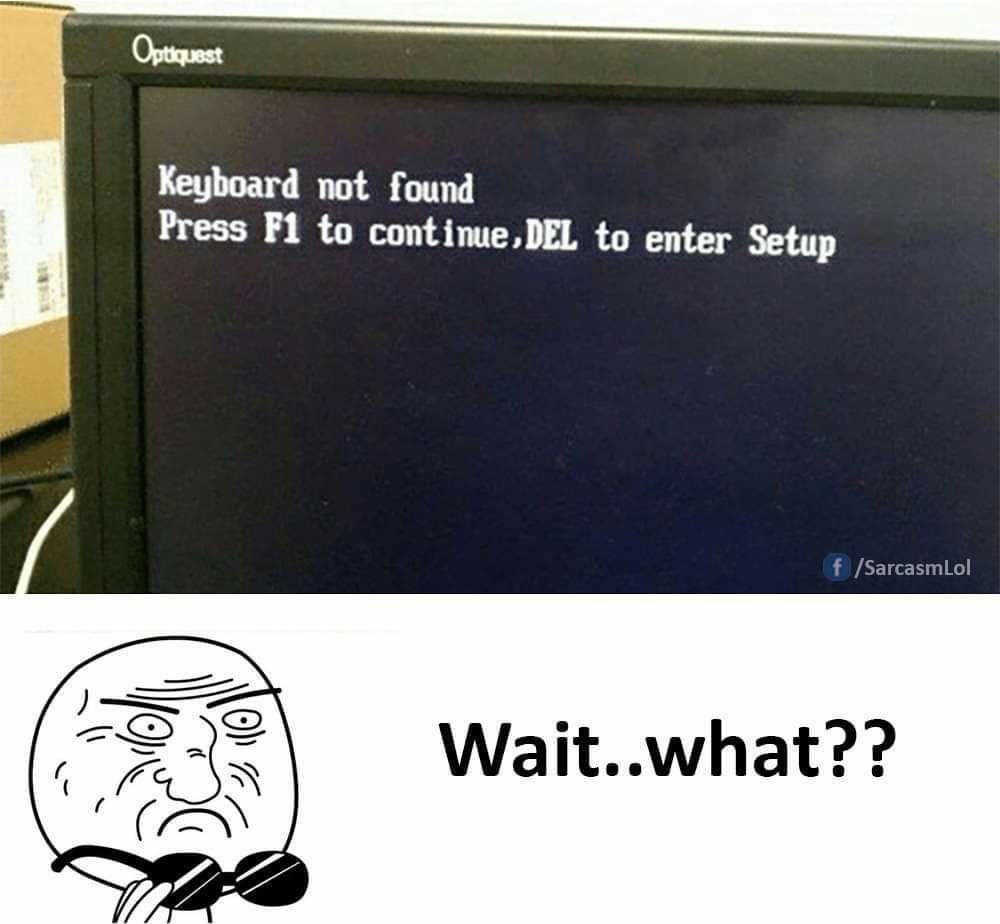 Optiquest
Keyboard not found
Press F1 to continue,DEL to enter Setup
f /SarcasmLol
Wait..what??